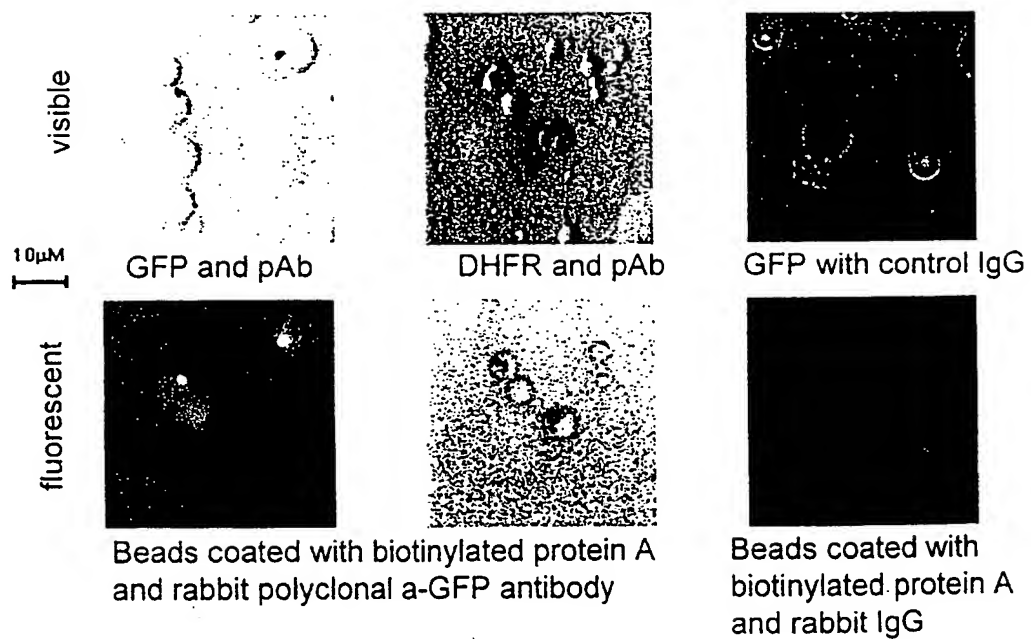 visible
10µM
GFP and pAb
DHFR and pAb
GFP with control IgG
fluorescent
Beads coated with biotinylated protein A
and rabbit polyclonal a-GFP antibody
Beads coated with
biotinylated protein A
and rabbit IgG